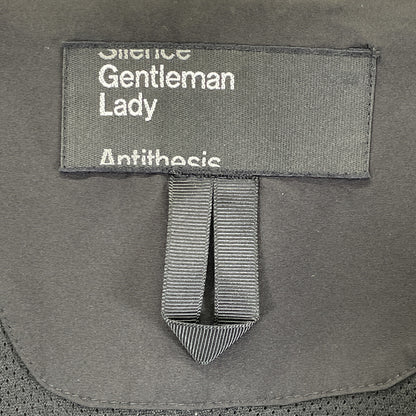 Silence
Gentleman
Lady
Antithesis